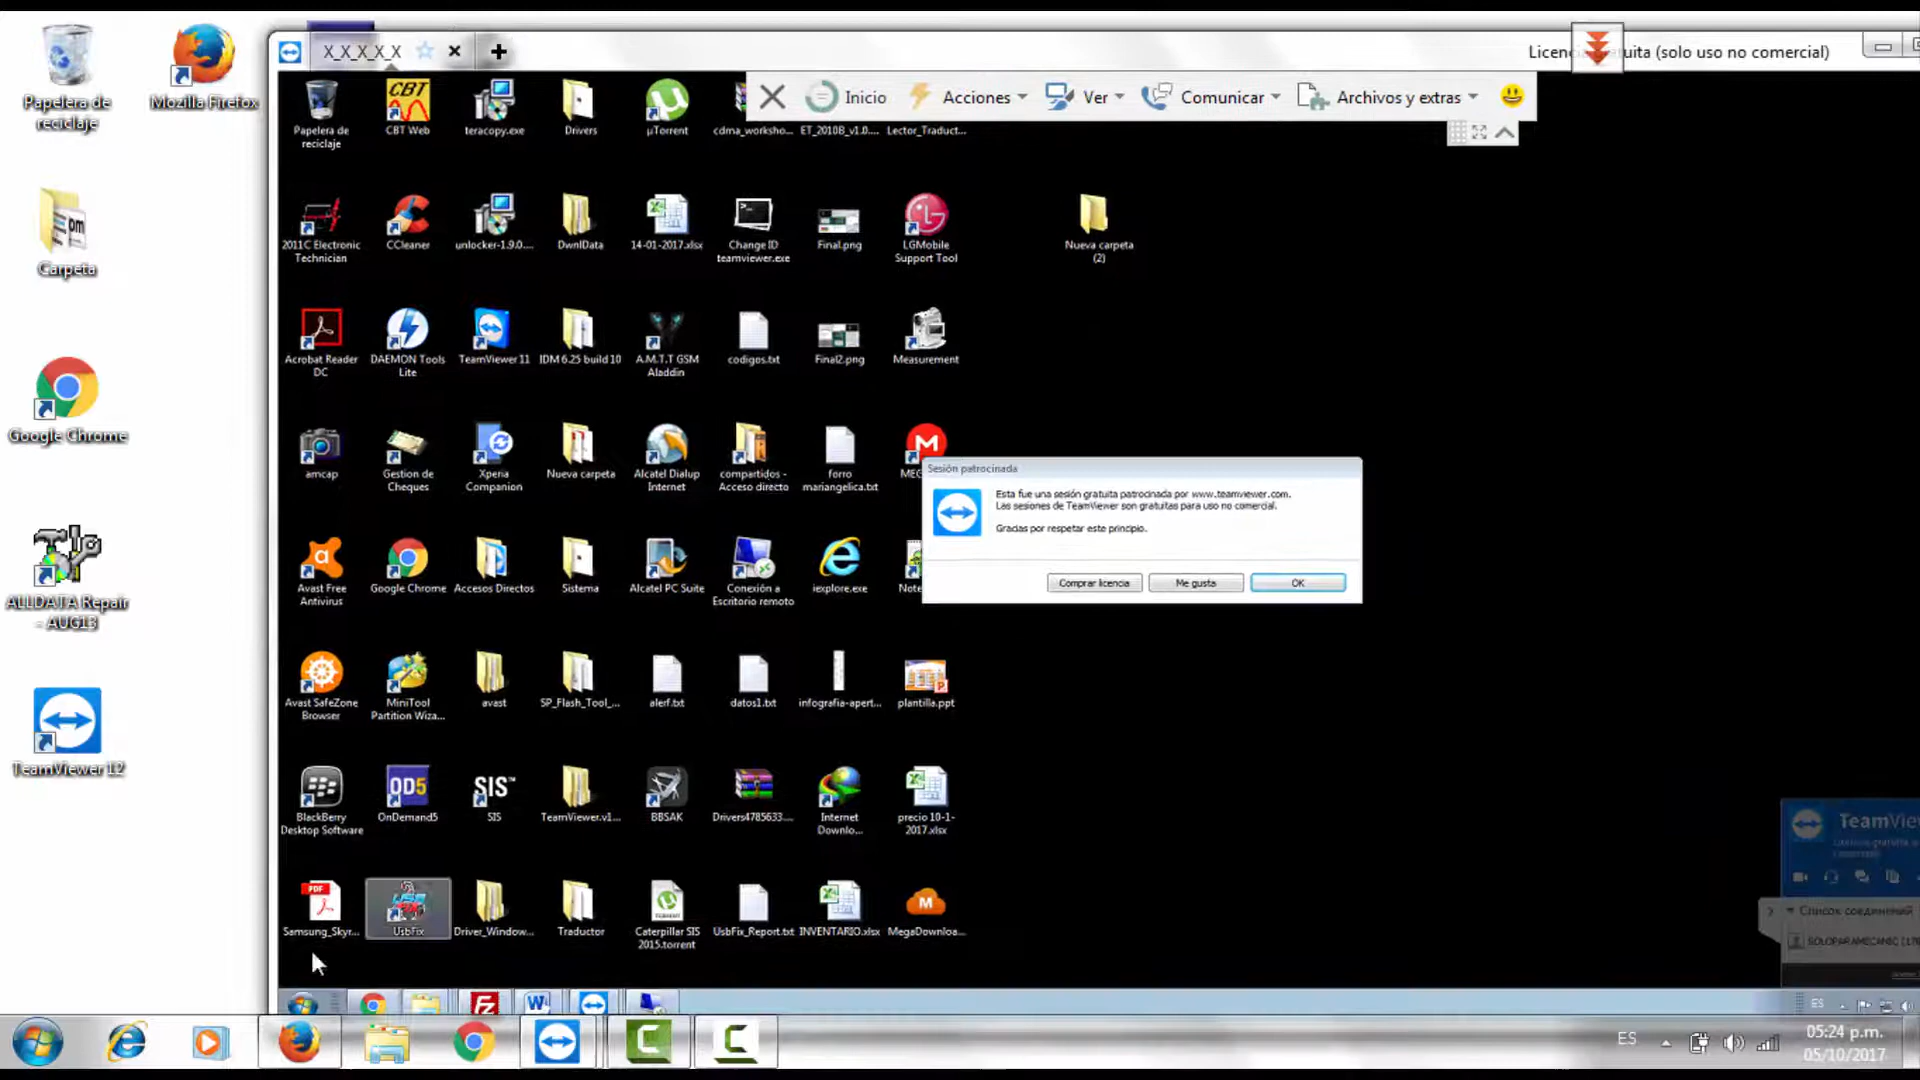 Papelera de
reciclaje
Mozilla Firefox
Carpeta
Google Chrome
ALLDATA Repair
- AUG13
TeamViewer 12
X_X_X_X_X
uita (solo uso no comercial)
Inicio
Acciones
Ver
Comunicar
Archivos y extras
Papelera de
reciclaje
CBT
CBT Web
teracopy.exe
Drivers
µTorrent
cdma_worksho...
ET_2010B_v1.0....
Lector_Traduct...
2011C Electronic
Technician
CCleaner
unlocker-1.9.0....
DwnlData
14-01-2017.xlsx
Change ID
teamviewer.exe
Final.png
LGMobile
Support Tool
Nueva carpeta
(2)
Acrobat Reader
DC
DAEMON Tools
Lite
TeamViewer 11
IDM 6.25 build 10
A.M.T.T GSM
Aladdin
codigos.txt
Final2.png
Measurement
amcap
Gestion de
Cheques
Xperia
Companion
Nueva carpeta
Alcatel Dialup
Internet
compartidos -
Acceso directo
forro
mariangelica.txt
Sesión patrocinada
Esta fue una sesión gratuita patrocinada por www.teamviewer.com.
Las sesiones de TeamViewer son gratuitas para uso no comercial.
Gracias por respetar este principio.
Comprar licencia
Me gusta
OK
Avast Free
Antivirus
Google Chrome
Accesos Directos
Sistema
Alcatel PC Suite
Conexión a
Escritorio remoto
iexplore.exe
Avast SafeZone
Browser
MiniTool
Partition Wiza...
avast
SP_Flash_Tool_...
alerf.txt
datos1.txt
infografia-apert...
plantilla.ppt
BlackBerry
Desktop Software
OD5
OnDemand5
SIS™
SIS
TeamViewer.v1...
BBSAK
Drivers4785633....
Internet
Downlo...
precio 10-1-
2017.xlsx
PDF
Samsung_Skyr...
UsbFix
Driver_Window...
Traductor
Caterpillar SIS
2015.torrent
UsbFix_Report.txt
INVENTARIO.xlsx
MegaDownloa...
Список соединений
ES
ES
05:24 p.m.
05/10/2017